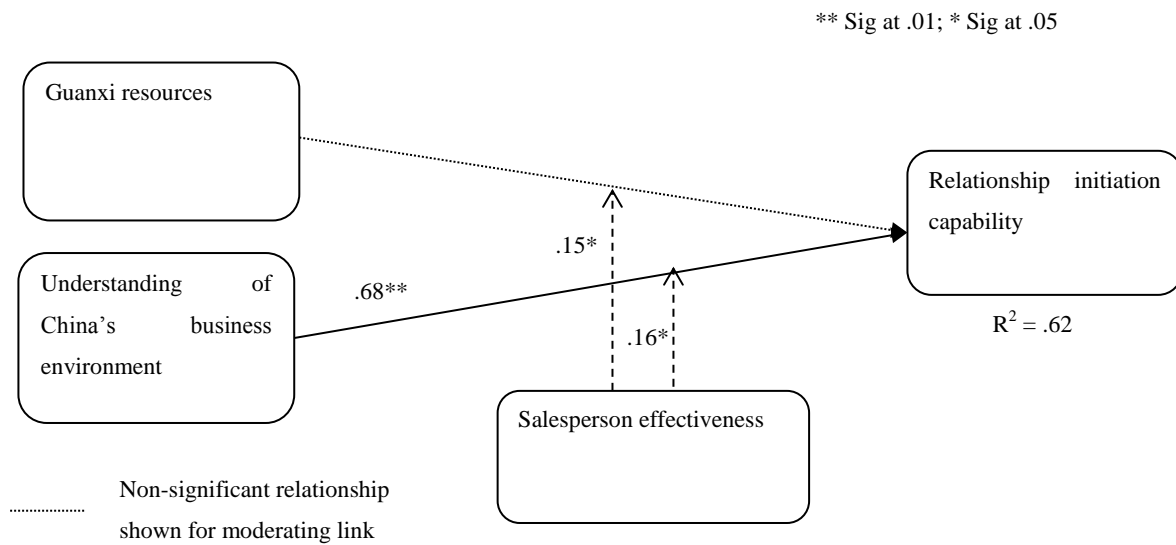 ** Sig at .01; * Sig at .05
Guanxi resources
Relationship initiation
capability
.15*
Understanding of
China’s business
environment
.68**
R² = .62
.16*
Salesperson effectiveness
Non-significant relationship
shown for moderating link